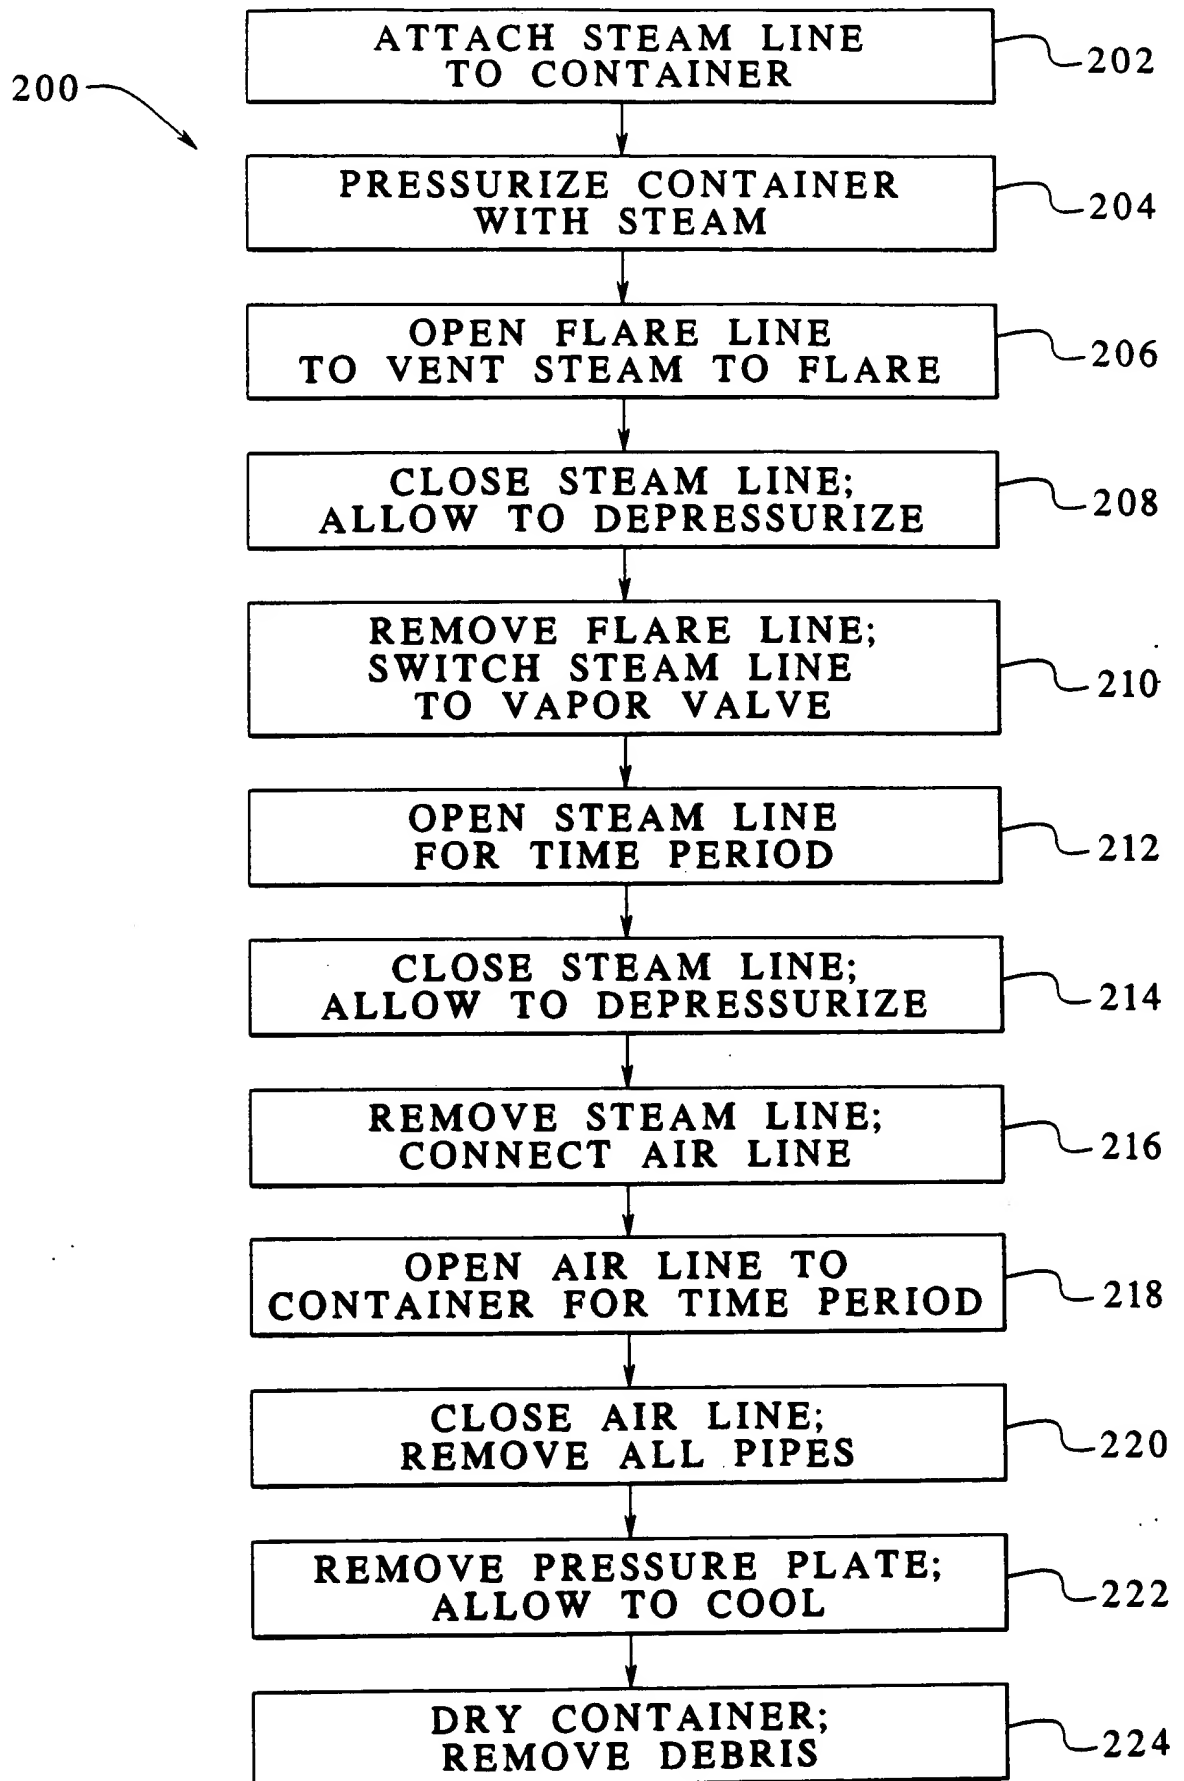 ATTACH STEAM LINE
TO CONTAINER
202
200
PRESSURIZE CONTAINER
WITH STEAM
204
OPEN FLARE LINE
TO VENT STEAM TO FLARE
206
CLOSE STEAM LINE;
ALLOW TO DEPRESSURIZE
208
REMOVE FLARE LINE;
SWITCH STEAM LINE
TO VAPOR VALVE
210
OPEN STEAM LINE
FOR TIME PERIOD
212
CLOSE STEAM LINE;
ALLOW TO DEPRESSURIZE
214
REMOVE STEAM LINE;
CONNECT AIR LINE
216
OPEN AIR LINE TO
CONTAINER FOR TIME PERIOD
218
CLOSE AIR LINE;
REMOVE ALL PIPES
220
REMOVE PRESSURE PLATE;
ALLOW TO COOL
222
DRY CONTAINER;
REMOVE DEBRIS
224